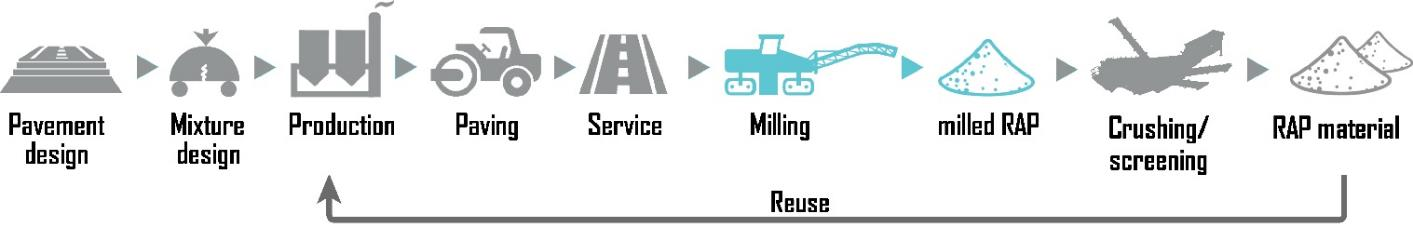 Pavement
design
Mixture
design
Production
Paving
Service
Milling
milled RAP
Crushing/
screening
RAP material
Reuse